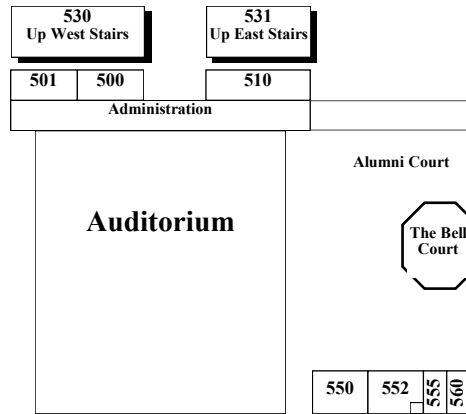 530
Up West Stairs
531
Up East Stairs
501
500
510
Administration
Alumni Court
Auditorium
The Bell
Court
550
552
555
560